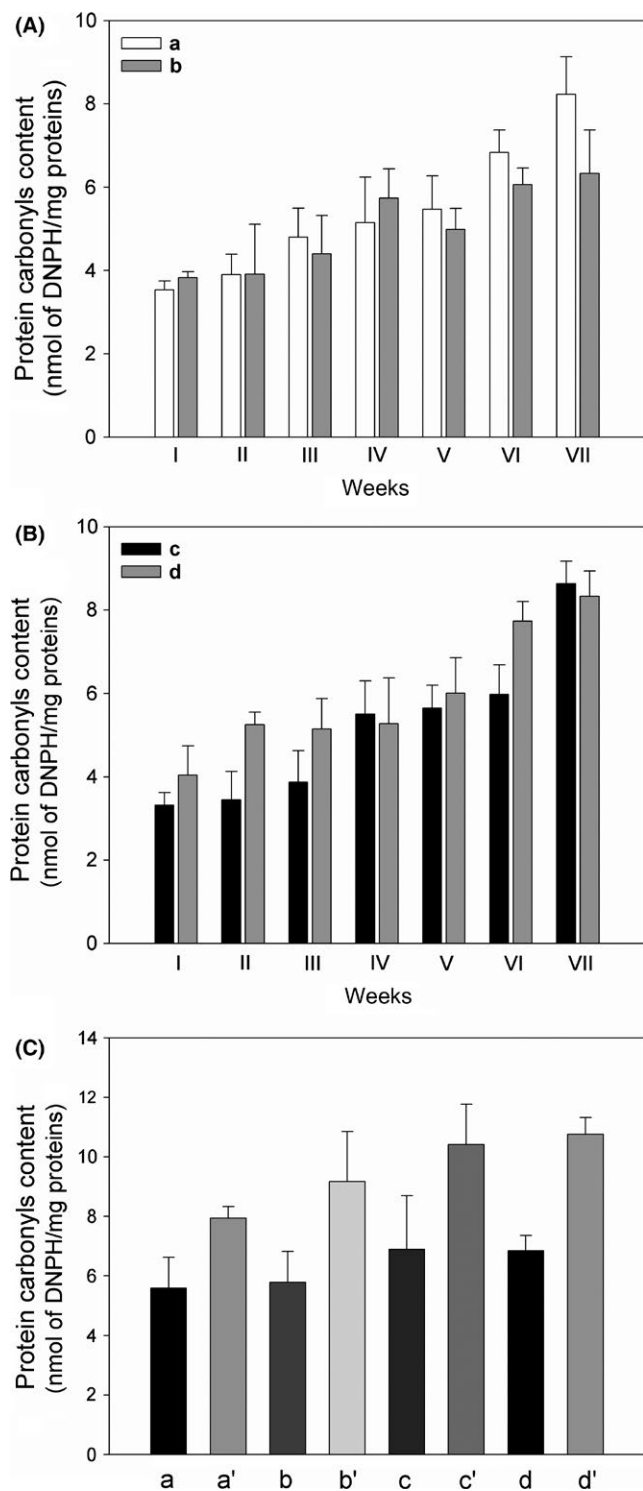 (A)
a
b
10
8
6
4
2
0
Protein carbonyls content
(nmol of DNPH/mg proteins)
I II III IV V VI VII
Weeks
(B)
c
d
10
8
6
4
2
0
Protein carbonyls content
(nmol of DNPH/mg proteins)
I II III IV V VI VII
Weeks
(C)
14
12
10
8
6
4
2
0
Protein carbonyls content
(nmol of DNPH/mg proteins)
a a' b b' c c' d d'